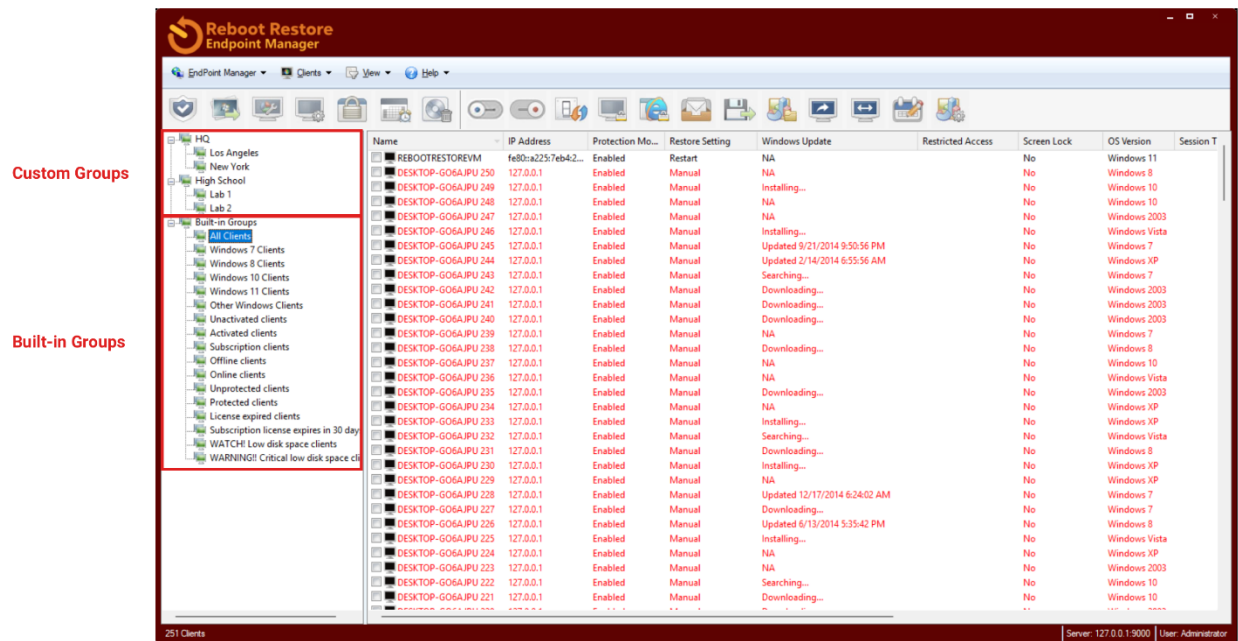 Reboot Restore
Endpoint Manager
EndPoint Manager Clients View Help
Custom Groups
Built-in Groups
HQ
Los Angeles
New York
High School
Lab 1
Lab 2
Built-in Groups
All Clients
Windows 7 Clients
Windows 8 Clients
Windows 10 Clients
Windows 11 Clients
Other Windows Clients
Unactivated clients
Activated clients
Subscription clients
Offline clients
Online clients
Unprotected clients
Protected clients
License expired clients
Subscription license expires in 30 day
WATCH! Low disk space clients
WARNING!! Critical low disk space cli
Name IP Address Protection Mo... Restore Setting Windows Update Restricted Access Screen Lock OS Version Session T
REBOOTRESTOREVM fe80::a225:7eb4:2... Enabled Restart NA No Windows 11
DESKTOP-GO6AJPU 250 127.0.0.1 Enabled Manual NA No Windows 8
DESKTOP-GO6AJPU 249 127.0.0.1 Enabled Manual Installing... No Windows 10
DESKTOP-GO6AJPU 248 127.0.0.1 Enabled Manual NA No Windows 10
DESKTOP-GO6AJPU 247 127.0.0.1 Enabled Manual NA No Windows 2003
DESKTOP-GO6AJPU 246 127.0.0.1 Enabled Manual Installing... No Windows Vista
DESKTOP-GO6AJPU 245 127.0.0.1 Enabled Manual Updated 9/21/2014 9:50:56 PM No Windows 7
DESKTOP-GO6AJPU 244 127.0.0.1 Enabled Manual Updated 2/14/2014 6:55:56 AM No Windows XP
DESKTOP-GO6AJPU 243 127.0.0.1 Enabled Manual Searching... No Windows 7
DESKTOP-GO6AJPU 242 127.0.0.1 Enabled Manual Downloading... No Windows 2003
DESKTOP-GO6AJPU 241 127.0.0.1 Enabled Manual Downloading... No Windows 2003
DESKTOP-GO6AJPU 240 127.0.0.1 Enabled Manual Downloading... No Windows 2003
DESKTOP-GO6AJPU 239 127.0.0.1 Enabled Manual NA No Windows 7
DESKTOP-GO6AJPU 238 127.0.0.1 Enabled Manual Downloading... No Windows 8
DESKTOP-GO6AJPU 237 127.0.0.1 Enabled Manual NA No Windows 10
DESKTOP-GO6AJPU 236 127.0.0.1 Enabled Manual NA No Windows Vista
DESKTOP-GO6AJPU 235 127.0.0.1 Enabled Manual Downloading... No Windows 2003
DESKTOP-GO6AJPU 234 127.0.0.1 Enabled Manual NA No Windows XP
DESKTOP-GO6AJPU 233 127.0.0.1 Enabled Manual Installing... No Windows XP
DESKTOP-GO6AJPU 232 127.0.0.1 Enabled Manual Searching... No Windows Vista
DESKTOP-GO6AJPU 231 127.0.0.1 Enabled Manual Downloading... No Windows 8
DESKTOP-GO6AJPU 230 127.0.0.1 Enabled Manual Installing... No Windows XP
DESKTOP-GO6AJPU 229 127.0.0.1 Enabled Manual NA No Windows XP
DESKTOP-GO6AJPU 228 127.0.0.1 Enabled Manual Updated 12/17/2014 6:24:02 AM No Windows 7
DESKTOP-GO6AJPU 227 127.0.0.1 Enabled Manual Downloading... No Windows 7
DESKTOP-GO6AJPU 226 127.0.0.1 Enabled Manual Updated 6/13/2014 5:35:42 PM No Windows 8
DESKTOP-GO6AJPU 225 127.0.0.1 Enabled Manual Installing... No Windows Vista
DESKTOP-GO6AJPU 224 127.0.0.1 Enabled Manual NA No Windows XP
DESKTOP-GO6AJPU 223 127.0.0.1 Enabled Manual NA No Windows 2003
DESKTOP-GO6AJPU 222 127.0.0.1 Enabled Manual Searching... No Windows 10
DESKTOP-GO6AJPU 221 127.0.0.1 Enabled Manual Downloading... No Windows 10
251 Clients Server: 127.0.0.1:9000 User: Administrator